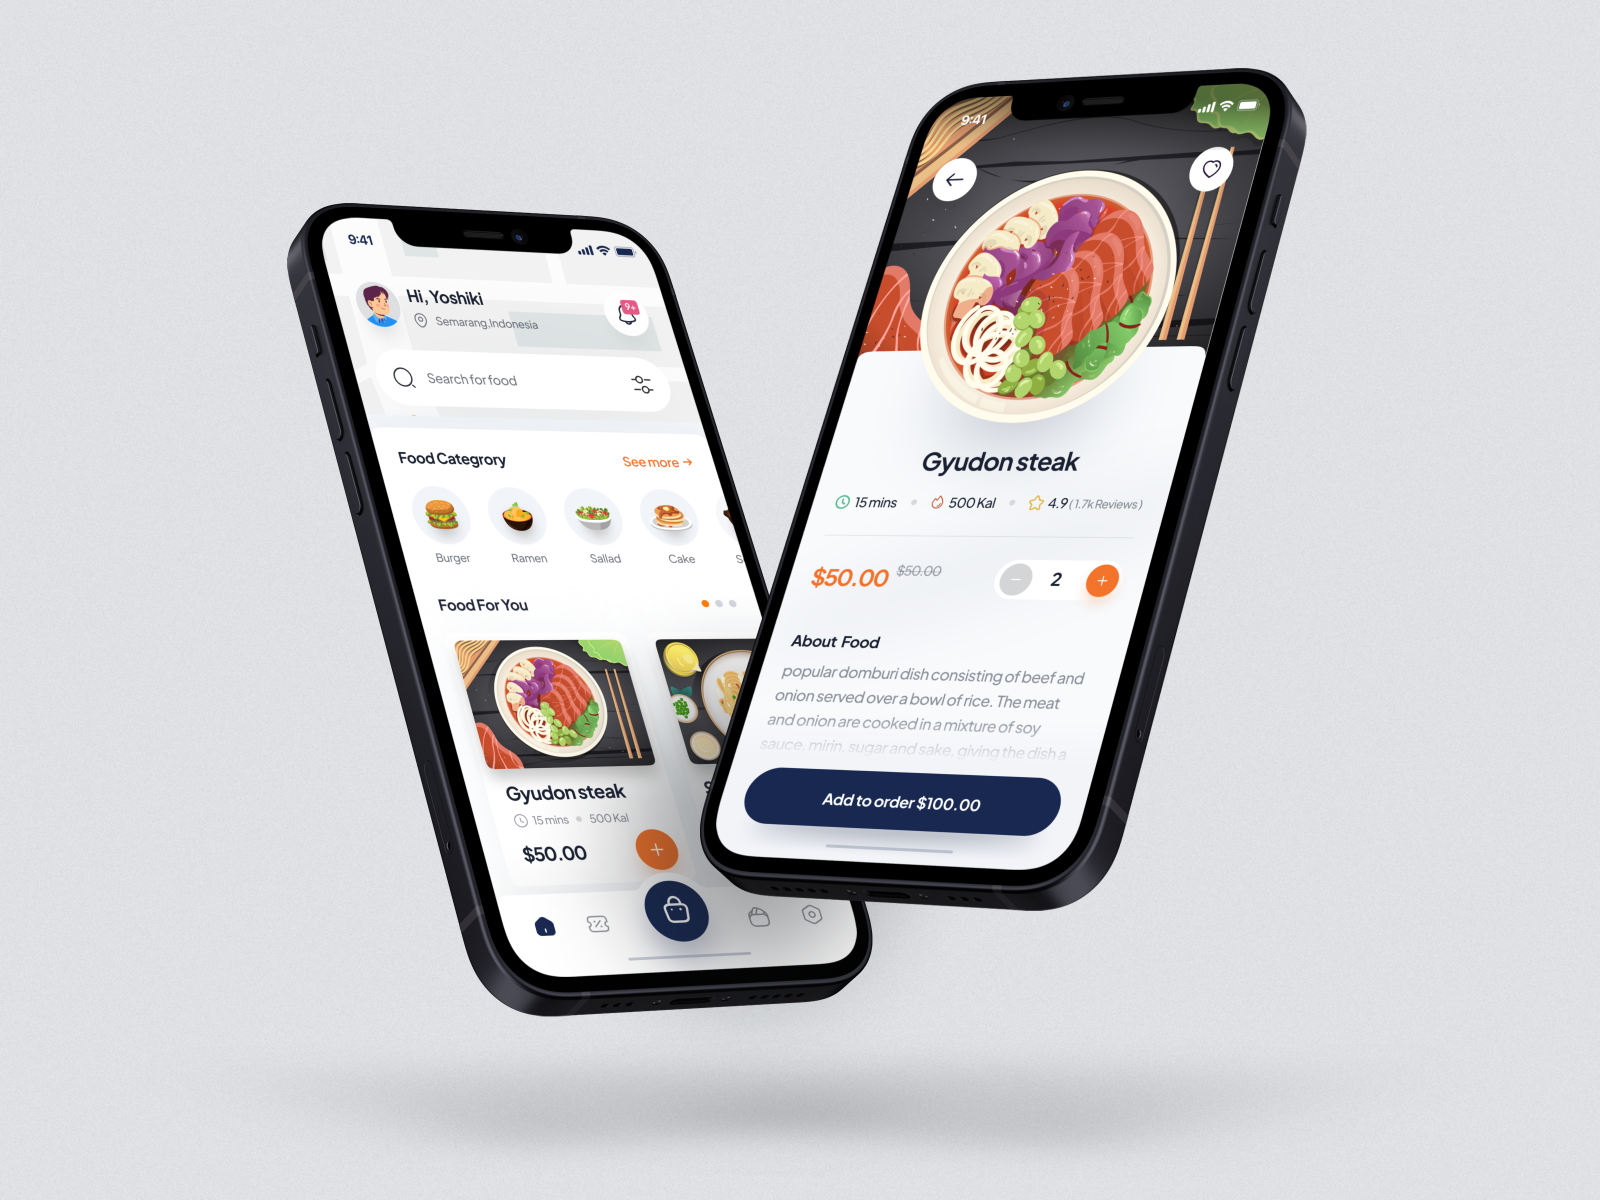 9:41
Hi, Yoshiki
9+
Semarang,Indonesia
Search for food
Food Categrory
See more →
Burger
Ramen
Sallad
Cake
S
Food For You
Gyudon steak
15 mins • 500 Kal
$50.00
S
9:41
Gyudon steak
15 mins • 500 Kal • 4.9 ( 1.7k Reviews )
$50.00 $50.00
2
About Food
popular domburi dish consisting of beef and
onion served over a bowl of rice. The meat
and onion are cooked in a mixture of soy
sauce, mirin, sugar and sake, giving the dish a
Add to order $100.00